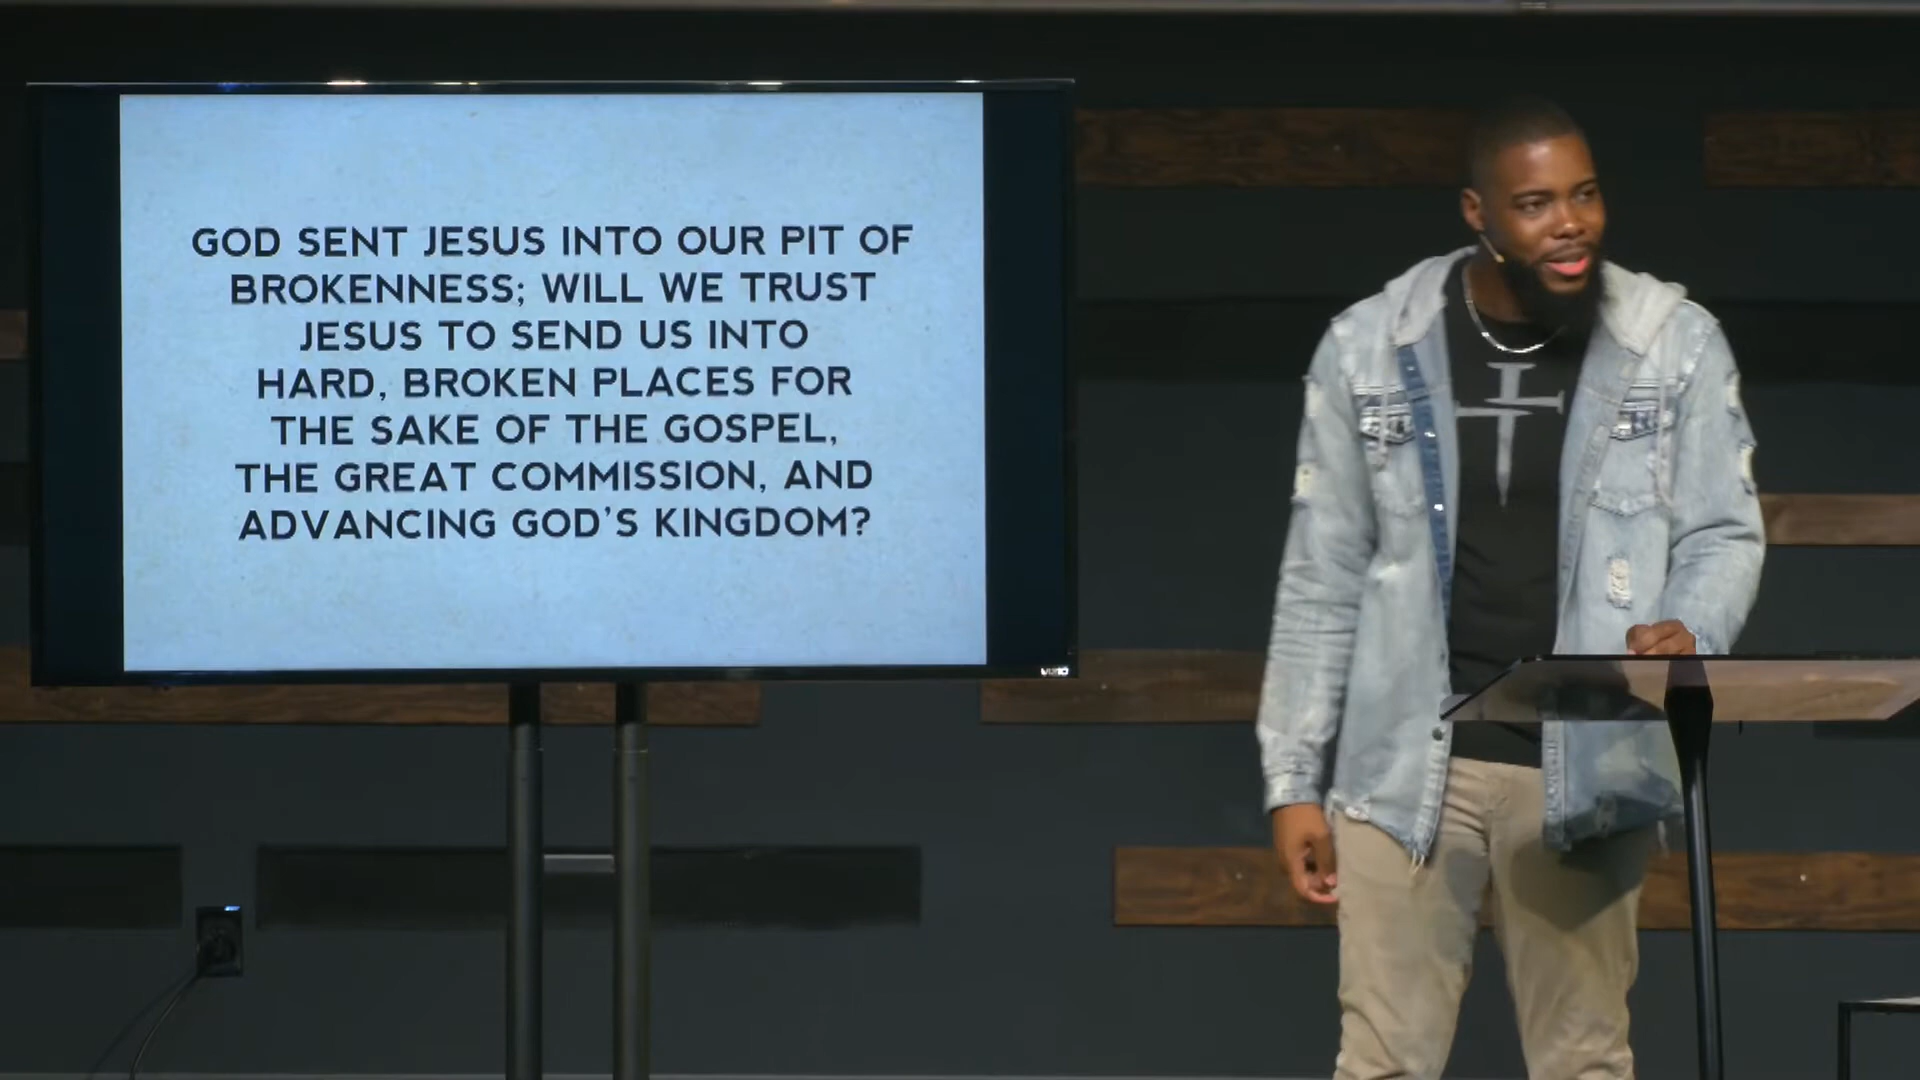 GOD SENT JESUS INTO OUR PIT OF
BROKENNESS; WILL WE TRUST
JESUS TO SEND US INTO
HARD, BROKEN PLACES FOR
THE SAKE OF THE GOSPEL,
THE GREAT COMMISSION, AND
ADVANCING GOD'S KINGDOM?
VIZIO